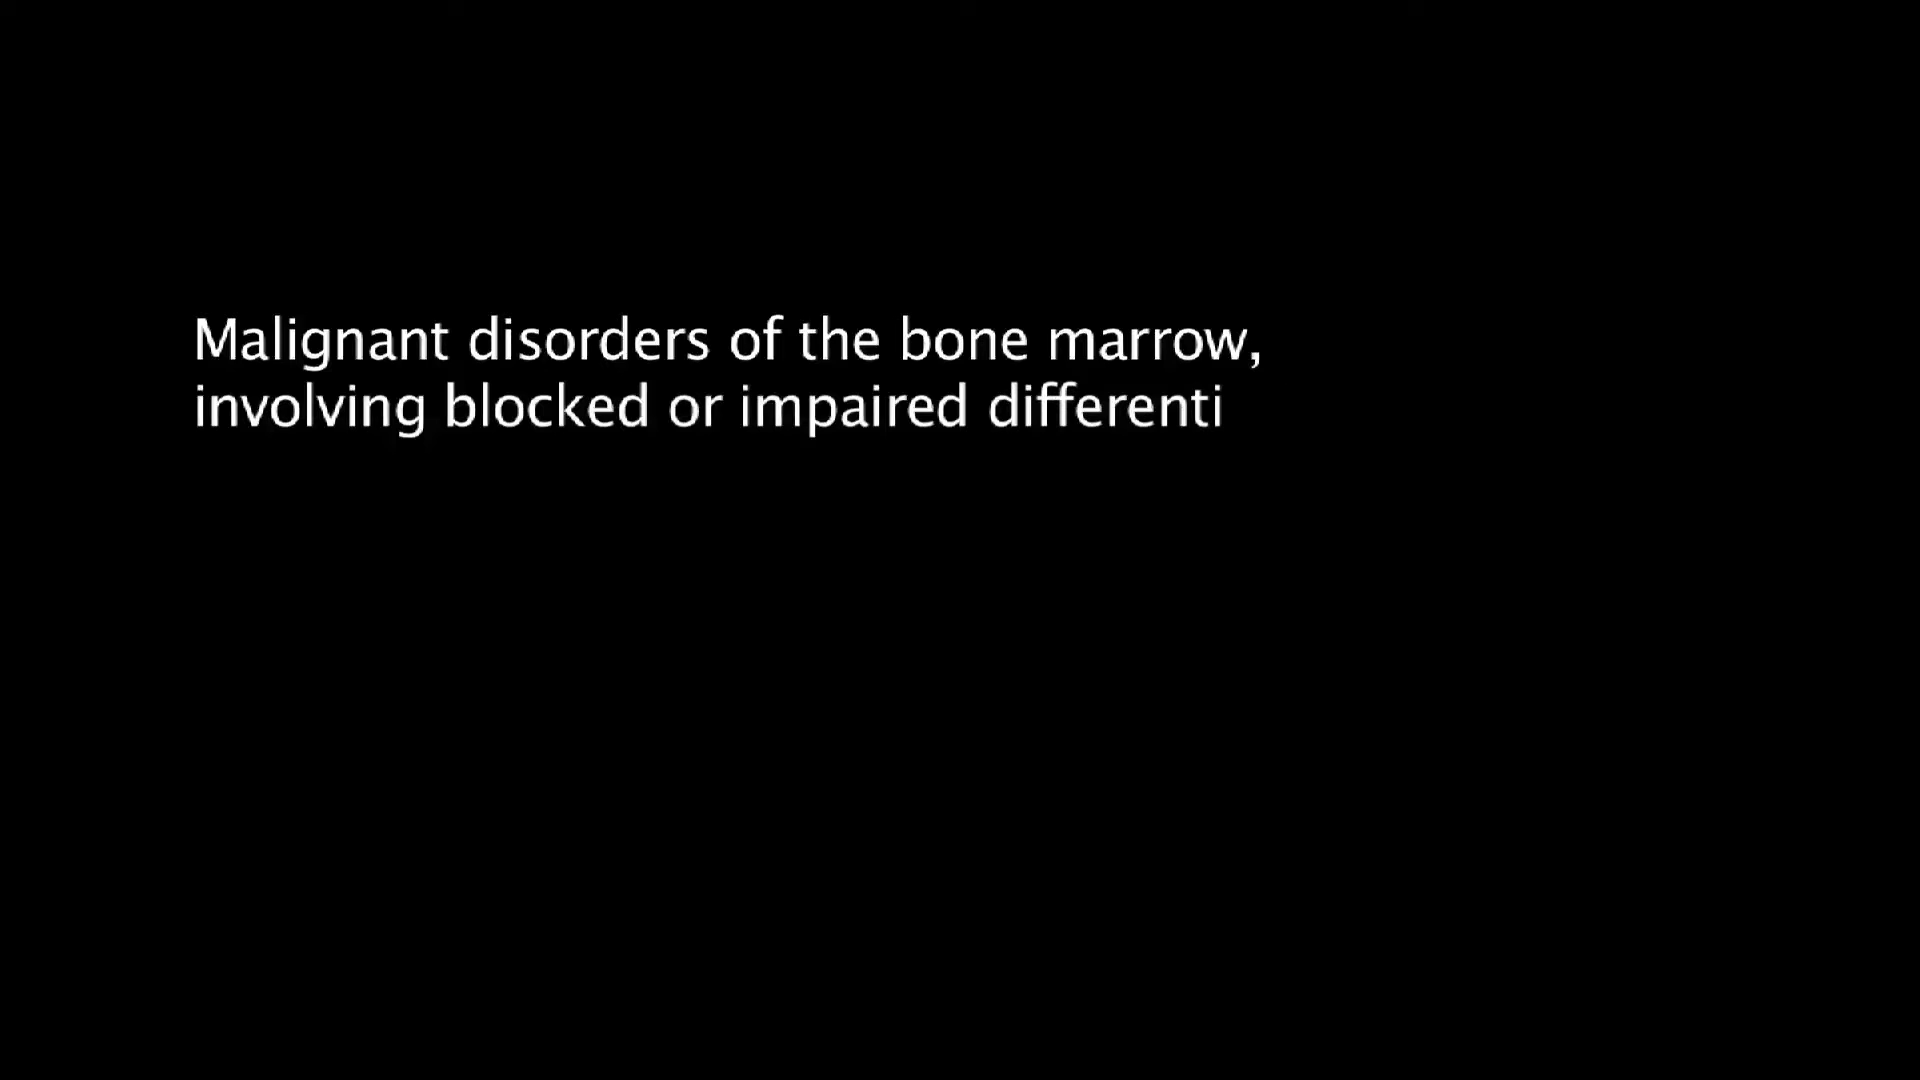 Malignant disorders of the bone marrow,
involving blocked or impaired differenti